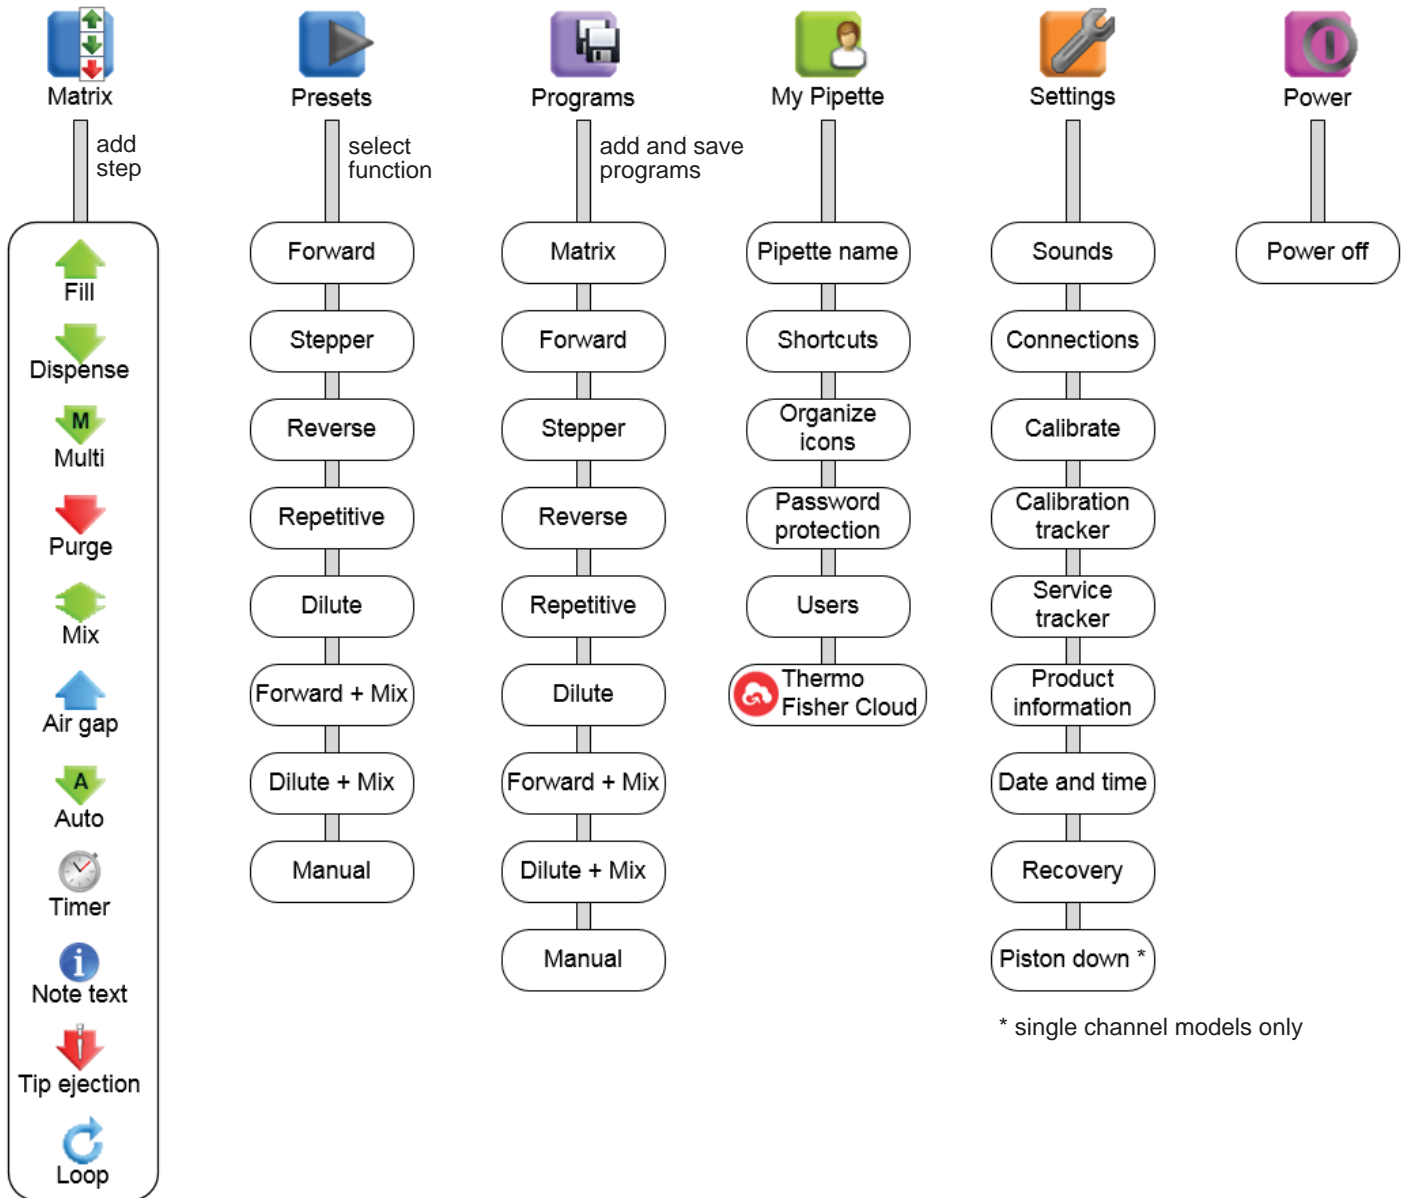 Matrix
add
step
Fill
Dispense
M
Multi
Purge
Mix
Air gap
A
Auto
Timer
i
Note text
Tip ejection
Loop
Presets
select
function
Forward
Stepper
Reverse
Repetitive
Dilute
Forward + Mix
Dilute + Mix
Manual
Programs
add and save
programs
Matrix
Forward
Stepper
Reverse
Repetitive
Dilute
Forward + Mix
Dilute + Mix
Manual
My Pipette
Pipette name
Shortcuts
Organize
icons
Password
protection
Users
Thermo
Fisher Cloud
Settings
Sounds
Connections
Calibrate
Calibration
tracker
Service
tracker
Product
information
Date and time
Recovery
Piston down *
* single channel models only
Power
Power off